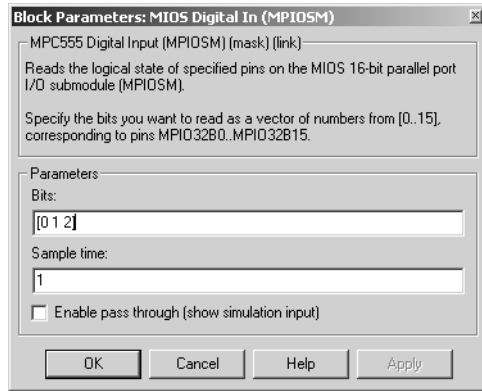 Block Parameters: MIOS Digital In (MPIOSM)
MPC555 Digital Input (MPIOSM) (mask) (link)
Reads the logical state of specified pins on the MIOS 16-bit parallel port
I/O submodule (MPIOSM).
Specify the bits you want to read as a vector of numbers from [0..15],
corresponding to pins MPIO32B0..MPIO32B15.
Parameters
Bits:
[0 1 2]
Sample time:
1
Enable pass through (show simulation input)
OK Cancel Help Apply